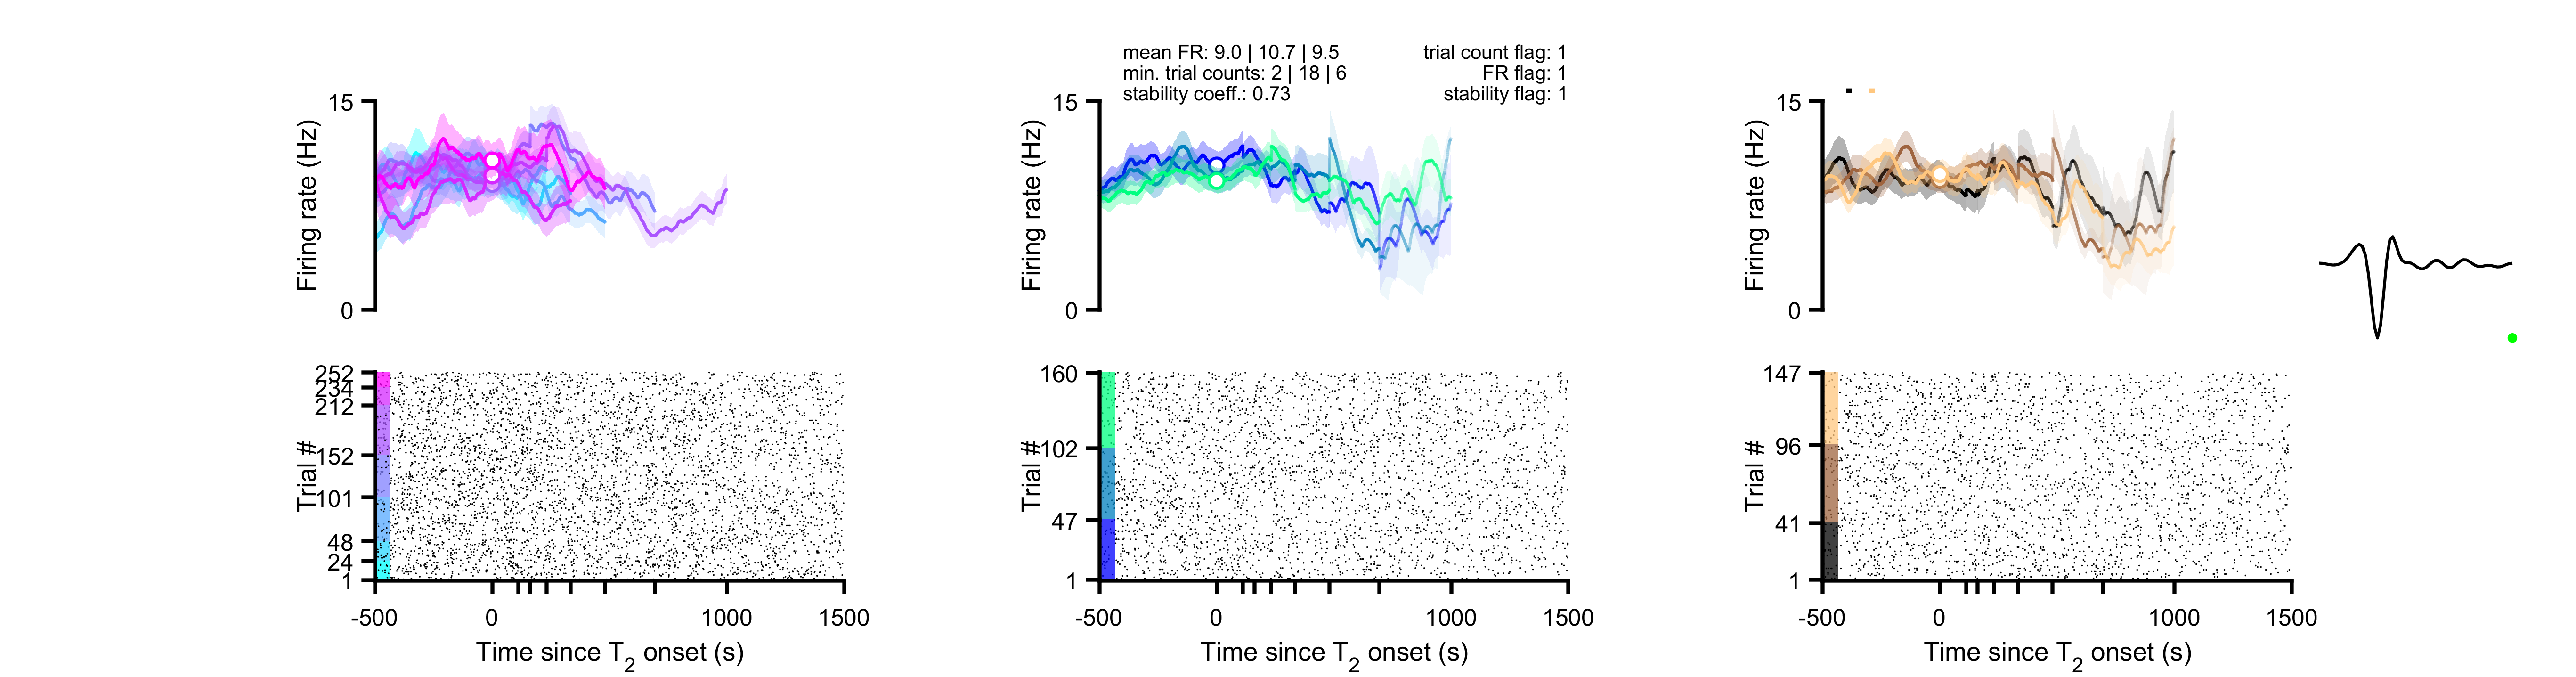 mean FR: 9.0 | 10.7 | 9.5
min. trial counts: 2 | 18 | 6
stability coeff.: 0.73
trial count flag: 1
FR flag: 1
stability flag: 1
15
0
Firing rate (Hz)
252
234
212
152
101
48
24
1
Trial #
-500
0
1000
1500
Time since T2 onset (s)
15
0
Firing rate (Hz)
160
102
47
1
Trial #
-500
0
1000
1500
Time since T2 onset (s)
15
0
Firing rate (Hz)
147
96
41
1
Trial #
-500
0
1000
1500
Time since T2 onset (s)